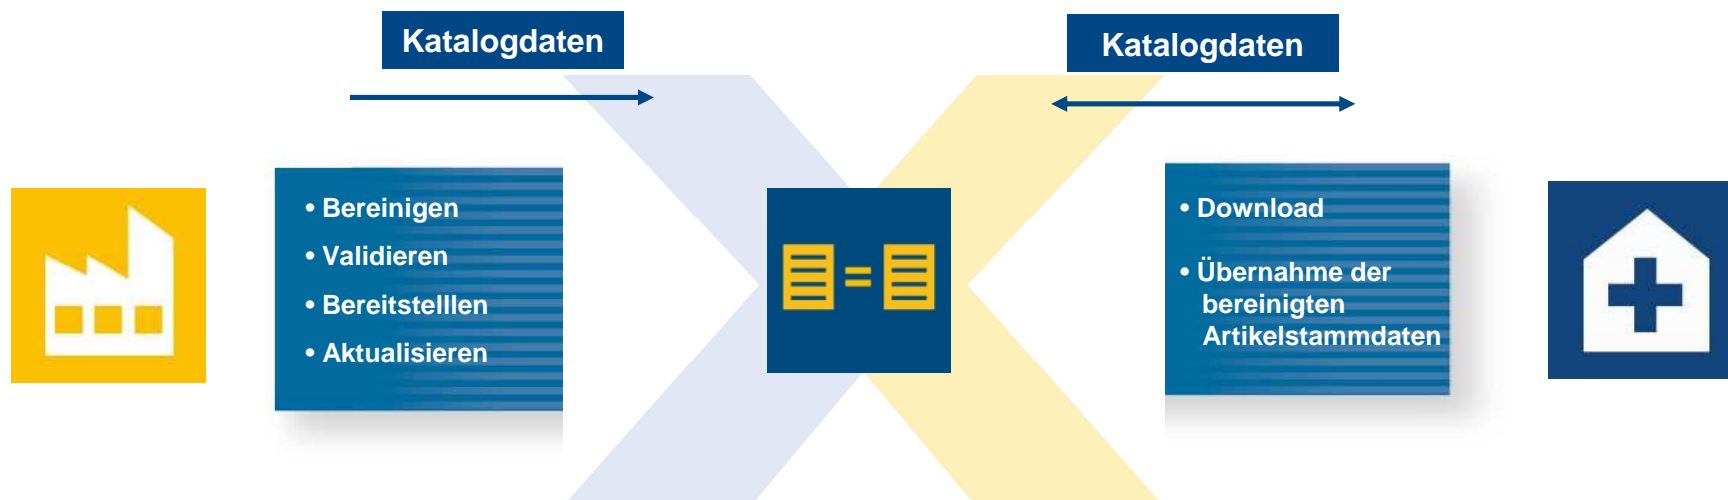 Katalogdaten
Katalogdaten
• Bereinigen
• Validieren
• Bereitstelllen
• Aktualisieren
• Download
• Übernahme der
bereinigten
Artikelstammdaten